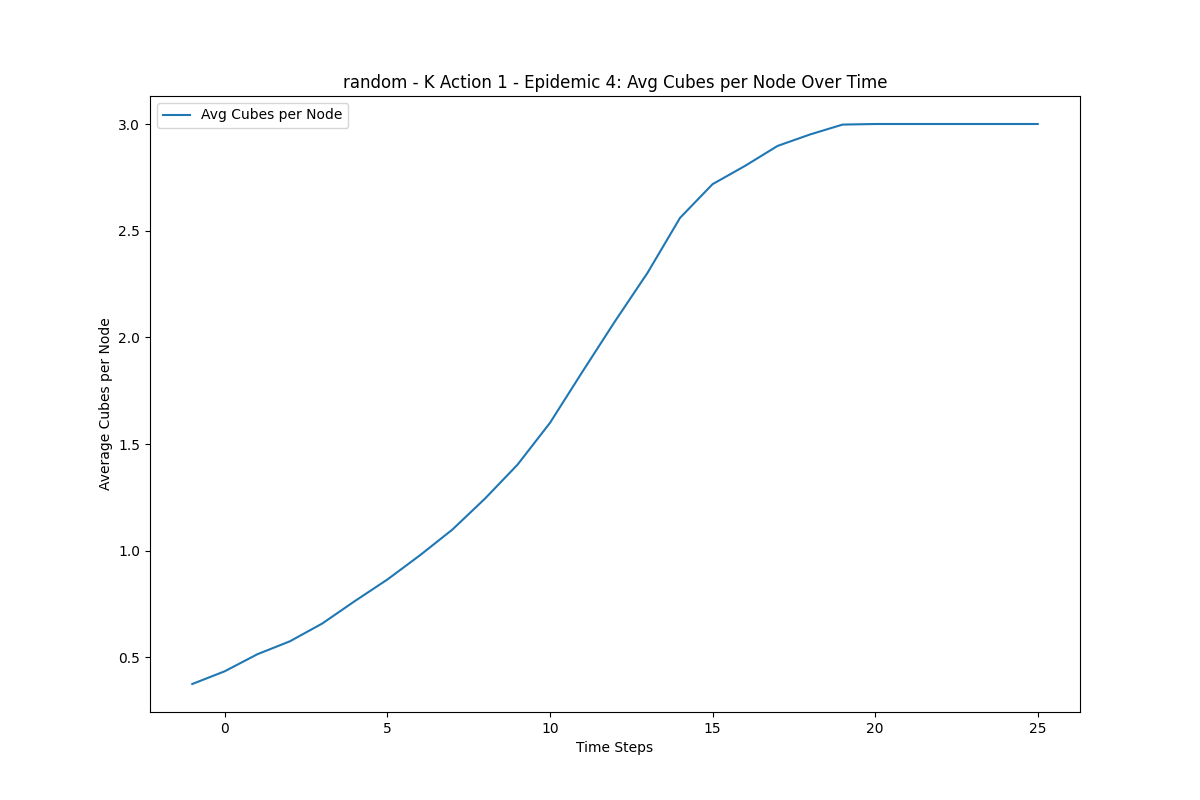 random - K Action 1 - Epidemic 4: Avg Cubes per Node Over Time
Avg Cubes per Node
3.0
2.5
2.0
1.5
1.0
0.5
Average Cubes per Node
0 5 10 15 20 25
Time Steps